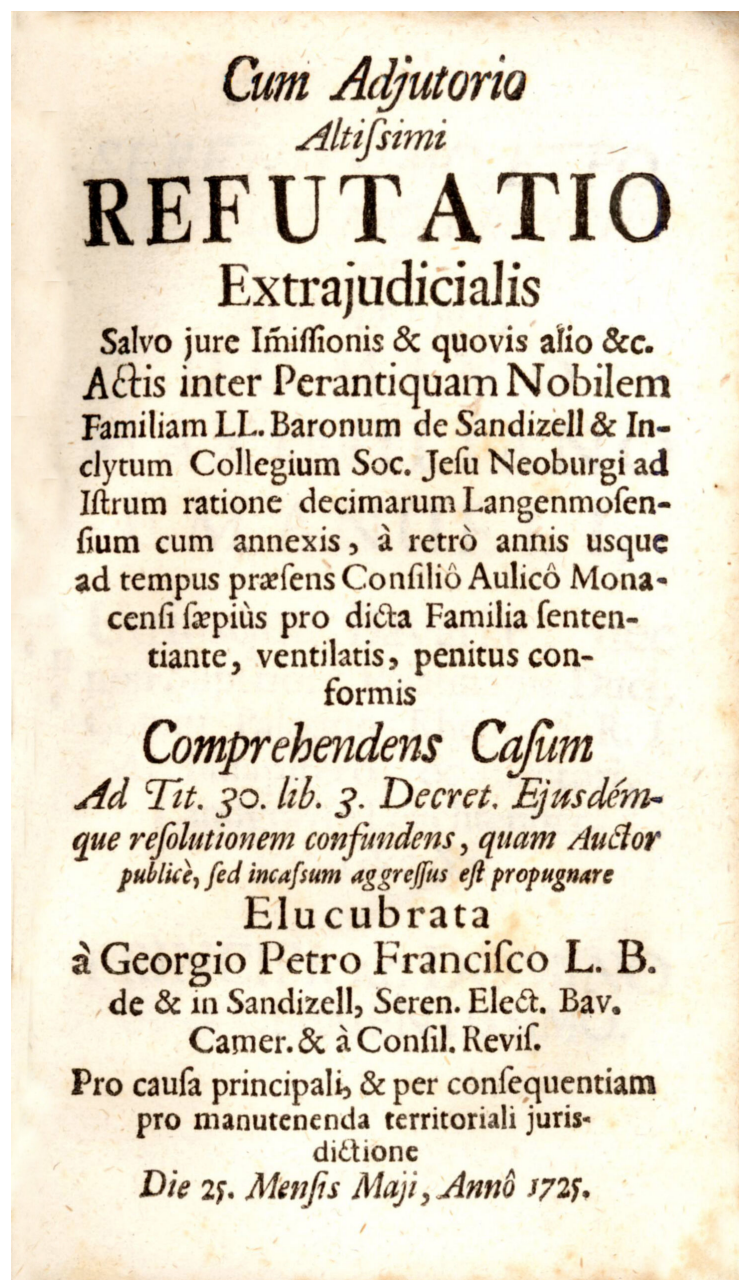 Cum Adjutorio
Altiſsimi
REFUTATIO
Extrajudicialis
Salvo jure Im̃iſſionis & quovis alio &c.
Actis inter Perantiquam Nobilem
Familiam LL. Baronum de Sandizell & In-
clytum Collegium Soc. Jeſu Neoburgi ad
Iſtrum ratione decimarum Langenmoſen-
ſium cum annexis, à retrò annis usque
ad tempus præſens Conſiliô Aulicô Mona-
cenſi ſæpiùs pro dicta Familia ſenten-
tiante, ventilatis, penitus con-
formis
Comprehendens Caſum
Ad Tit. 30. lib. 3. Decret. Ejusdém-
que reſolutionem confundens, quam Auctor
publicè, ſed incaſsum aggreſſus eſt propugnare
Elucubrata
à Georgio Petro Franciſco L. B.
de & in Sandizell, Seren. Elect. Bav.
Camer. & à Conſil. Reviſ.
Pro cauſa principali, & per conſequentiam
pro manutenenda territoriali juris-
dictione
Die 25. Menſis Maji, Annô 1725.